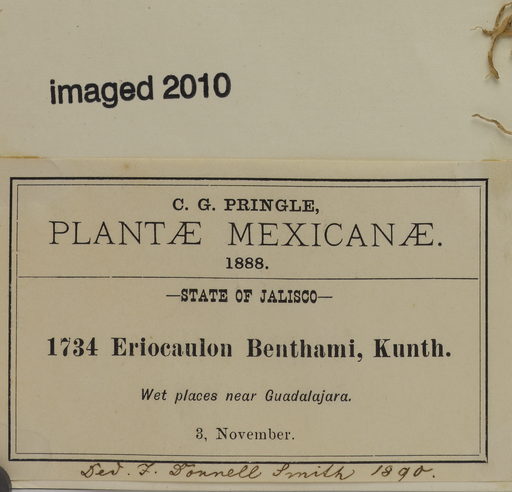 imaged 2010
C. G. PRINGLE,
PLANTÆ MEXICANÆ.
1888.
—STATE OF JALISCO—
1734 Eriocaulon Benthami, Kunth.
Wet places near Guadalajara.
3, November.
Ded. F. Donnell Smith 1890.